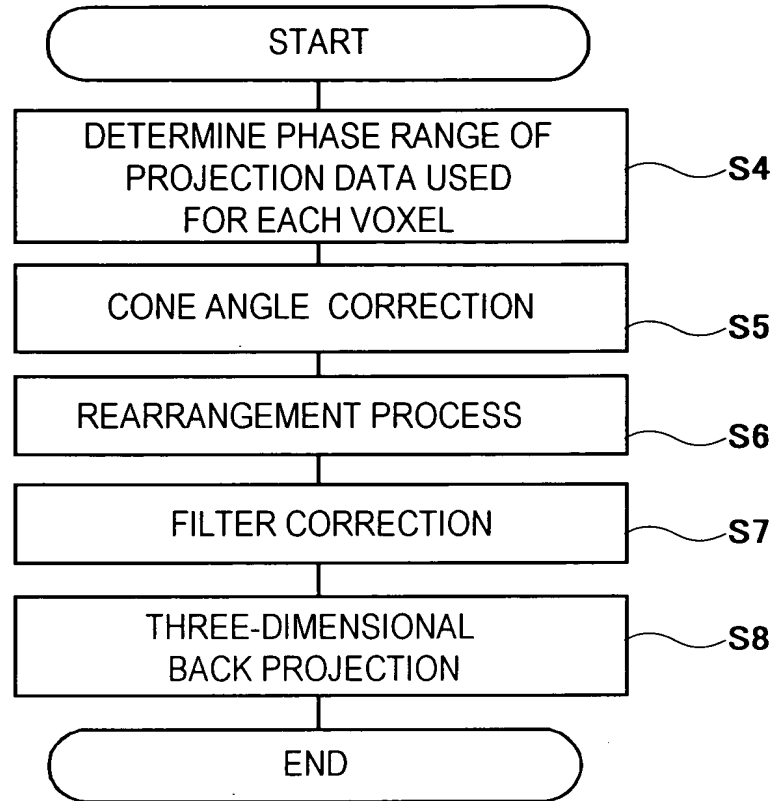 START
DETERMINE PHASE RANGE OF
PROJECTION DATA USED
FOR EACH VOXEL
S4
CONE ANGLE CORRECTION
S5
REARRANGEMENT PROCESS
S6
FILTER CORRECTION
S7
THREE-DIMENSIONAL
BACK PROJECTION
S8
END